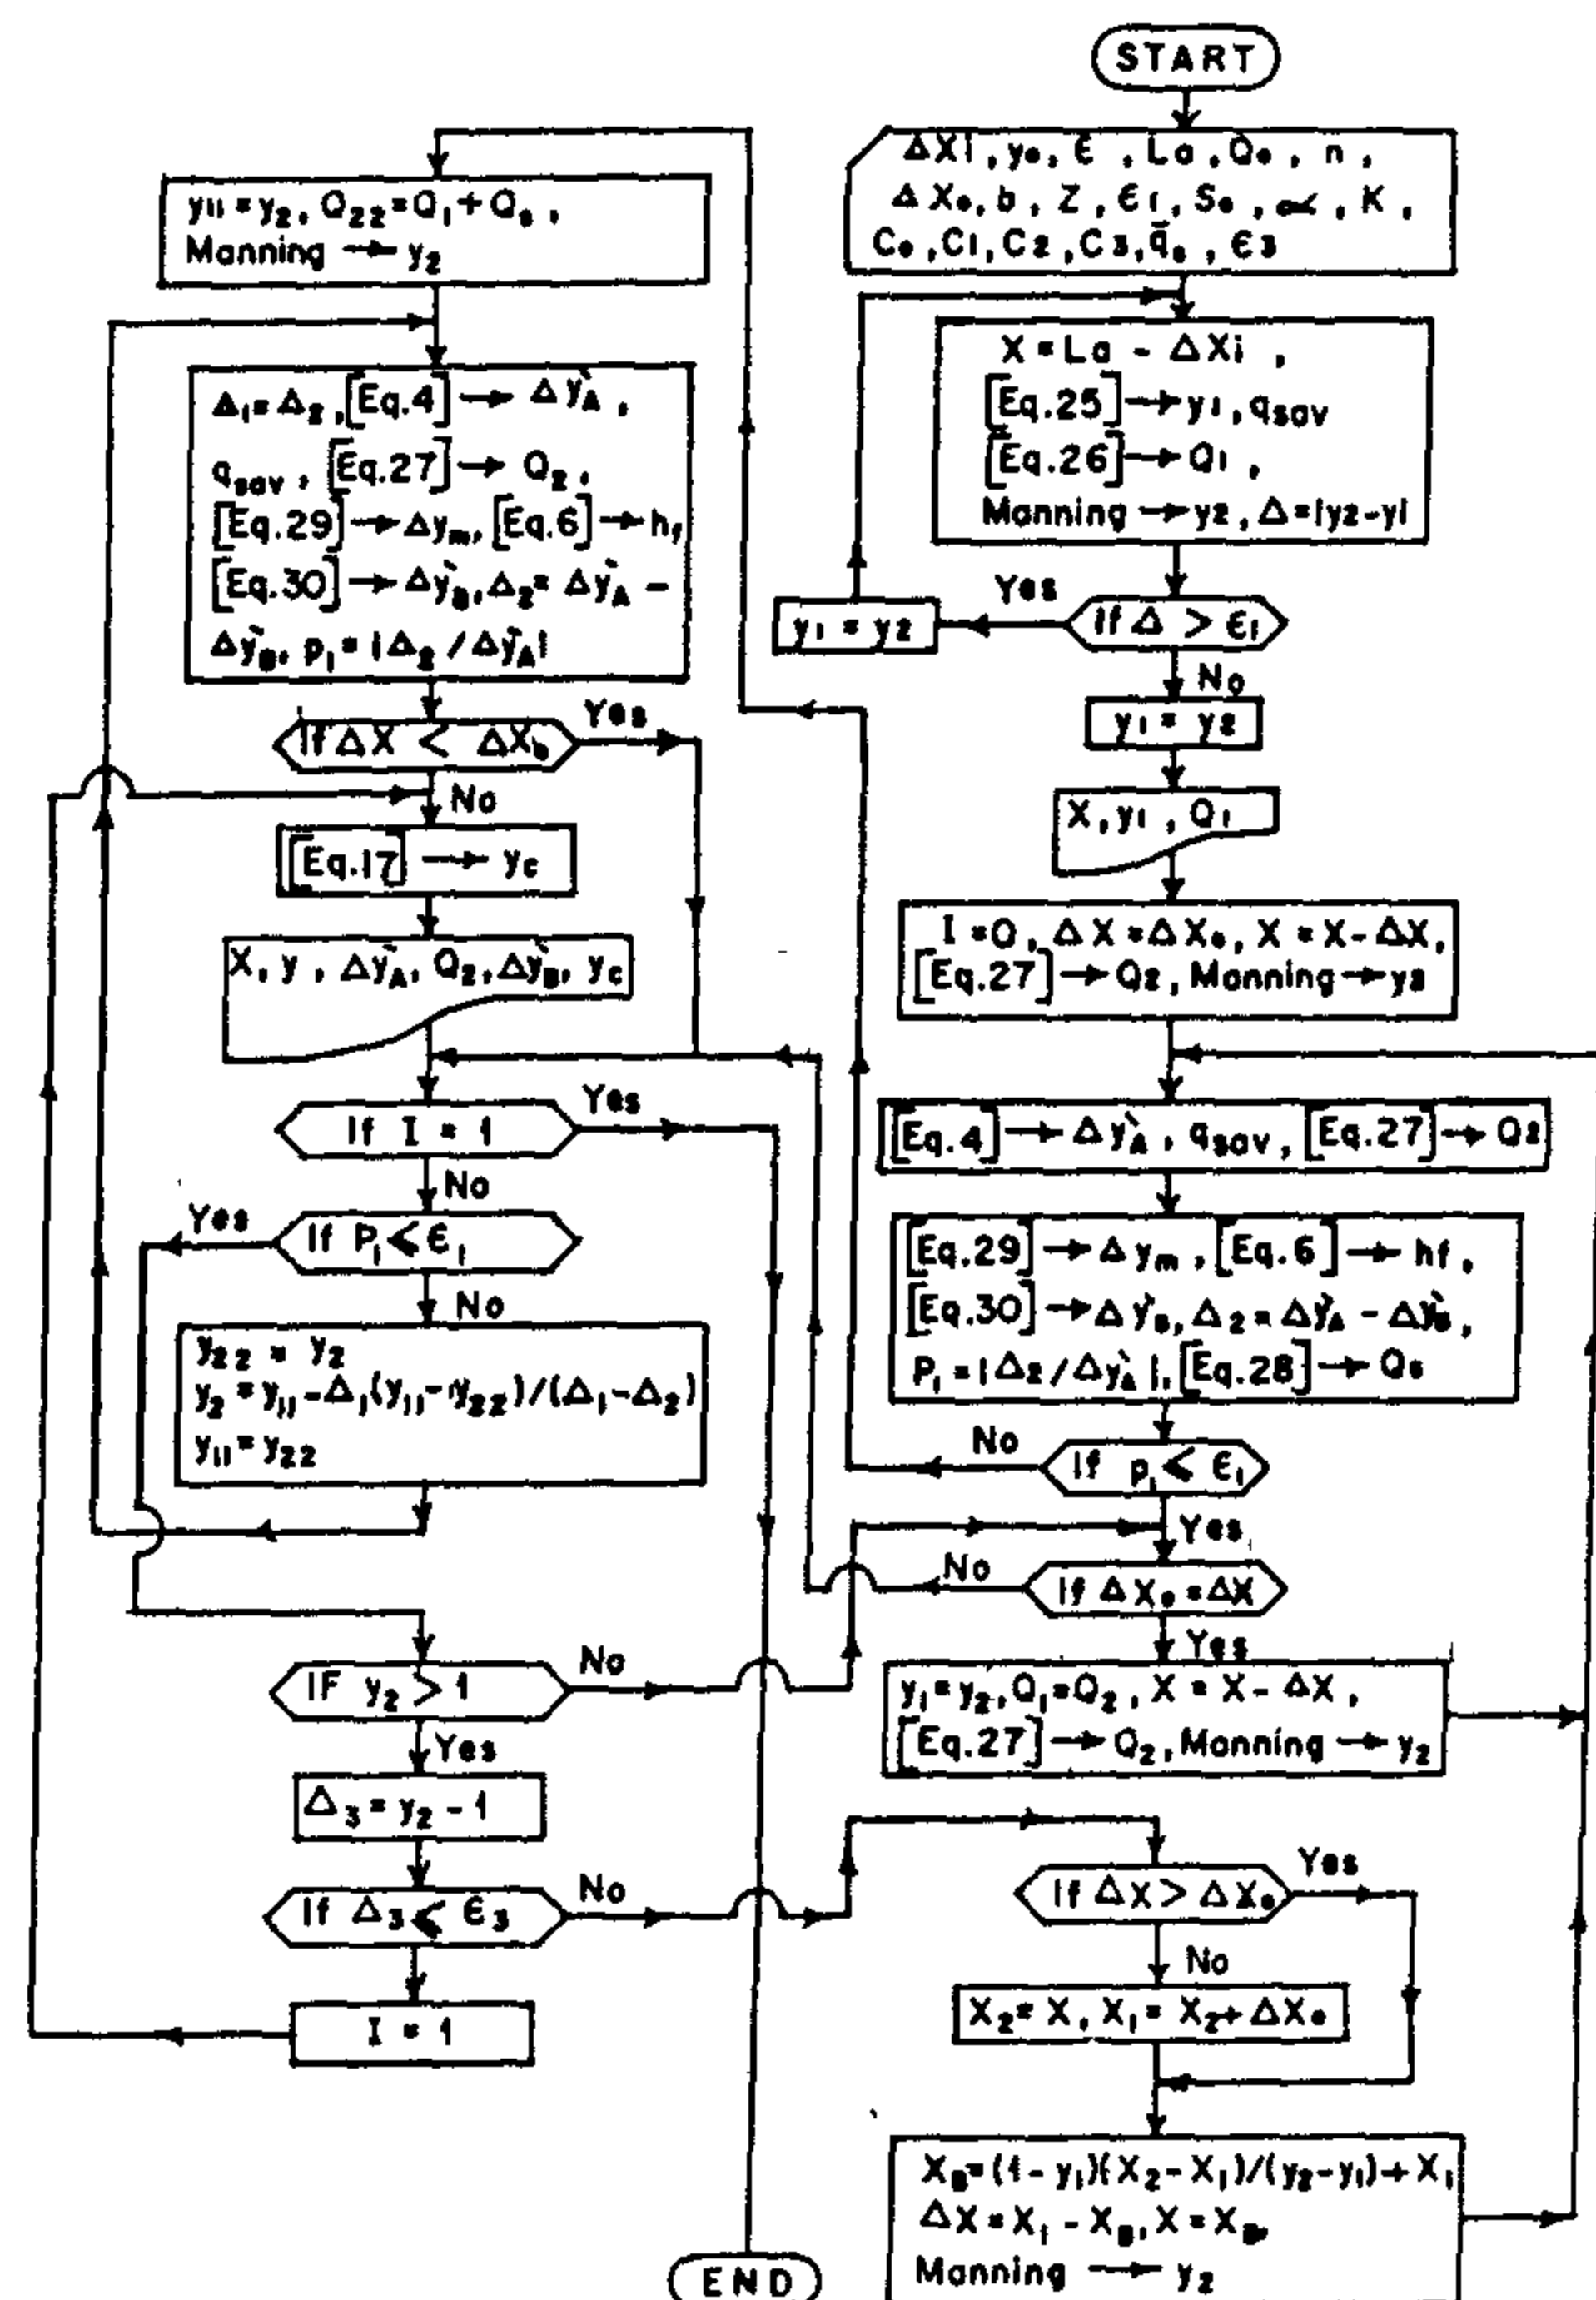 START
ΔXi, y₀, Ɛ, La, Q₀, n,
ΔX₀, b, Z, Ɛ₁, S₀, α, K,
C₀, C1, C2, C3, q̄s, Ɛ3
X = La - ΔXi,
[Eq.25] → y₁, qsav
[Eq.26] → Q₁,
Manning → y2, Δ=|y2-y|
If Δ > Ɛ₁
Yes
y₁ = y2
No
y₁ = y2
X, y₁, Q₁
I = 0, ΔX = ΔX₀, X = X - ΔX,
[Eq.27] → Q2, Manning → y2
[Eq.4] → Δy`A, qsav, [Eq.27] → Q2
[Eq.29] → Δym, [Eq.6] → hf,
[Eq.30] → Δy`B, Δ2 = Δy`A - Δy`B,
P₁ = |Δ2 / Δy`A|, [Eq.28] → Qs
If p₁ ⩽ Ɛ₁
No
Yes
If ΔX₀ = ΔX
No
Yes
y₁=y₂, Q₁=Q₂, X = X - ΔX,
[Eq.27] → Q₂, Manning → y₂
y₁₁ = y₂, Q₂₂ = Q₁ + Qs,
Manning → y₂
Δ₁ = Δ₂, [Eq.4] → Δy`A,
qsav, [Eq.27] → Q₂,
[Eq.29] → Δym, [Eq.6] → hf
[Eq.30] → Δy`B, Δ₂ = Δy`A -
Δy`B, p₁ = |Δ₂ / Δy`A|
If ΔX < ΔX₀
Yes
No
[Eq.17] → yc
X, y, Δy`A, Q₂, Δy`B, yc
If I = 1
Yes
No
If P₁ ⩽ Ɛ₁
Yes
No
y₂₂ = y₂
y₂ = y₁₁ - Δ₁(y₁₁ - y₂₂)/(Δ₁ - Δ₂)
y₁₁ = y₂₂
IF y₂ > 1
No
Yes
Δ₃ = y₂ - 1
If Δ₃ ⩽ Ɛ₃
No
I = 1
If ΔX > ΔX₀
Yes
No
X₂ = X, X₁ = X₂ + ΔX₀
XB = (1 - y₁)(X₂ - X₁)/(y₂ - y₁) + X₁
ΔX = X₁ - XB, X = XB,
Manning → y₂
END